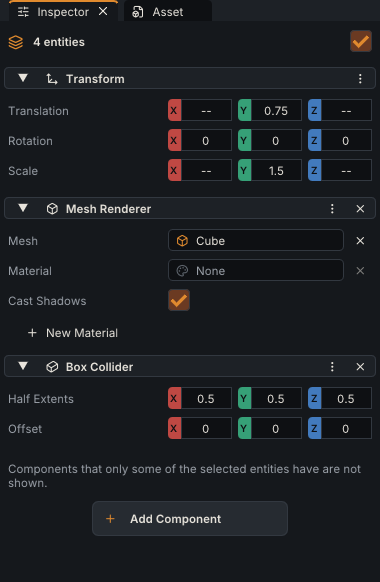 Inspector Asset
4 entities
Transform
Translation X -- Y 0.75 Z --
Rotation X 0 Y 0 Z 0
Scale X -- Y 1.5 Z --
Mesh Renderer
Mesh Cube
Material None
Cast Shadows
+ New Material
Box Collider
Half Extents X 0.5 Y 0.5 Z 0.5
Offset X 0 Y 0 Z 0
Components that only some of the selected entities have are not
shown.
+ Add Component